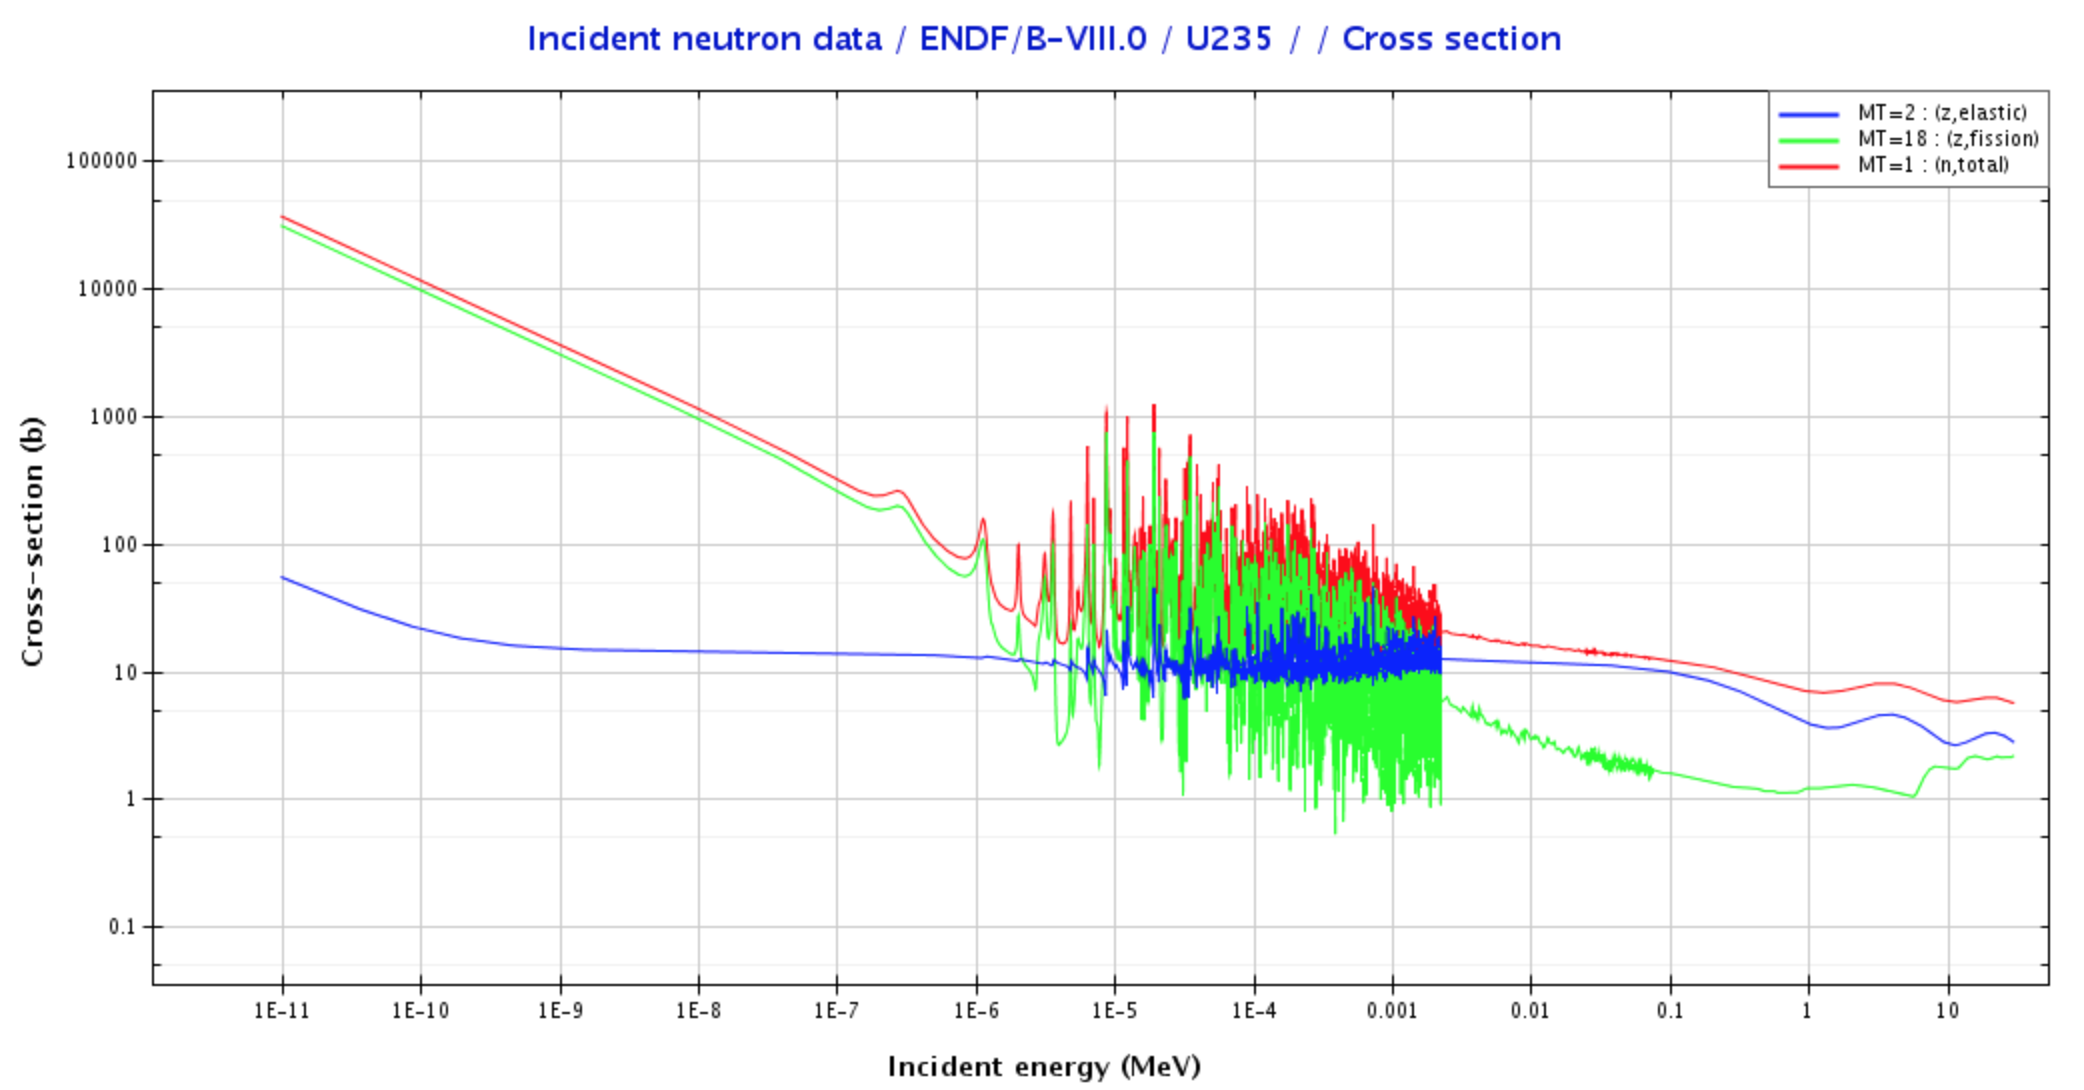 Incident neutron data / ENDF/B-VIII.0 / U235 / / Cross section
MT=2 : (z,elastic)
MT=18 : (z,fission)
MT=1 : (n,total)
Cross-section (b)
100000
10000
1000
100
10
1
0.1
1E-11 1E-10 1E-9 1E-8 1E-7 1E-6 1E-5 1E-4 0.001 0.01 0.1 1 10
Incident energy (MeV)